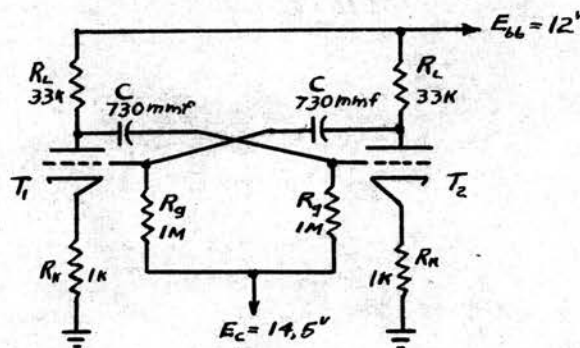 E_bb = 12^v
R_L
33K
C
730mmf
C
730mmf
R_L
33K
T_1
T_2
R_g
1M
R_g
1M
R_K
1K
R_K
1K
E_c = 14,5^v